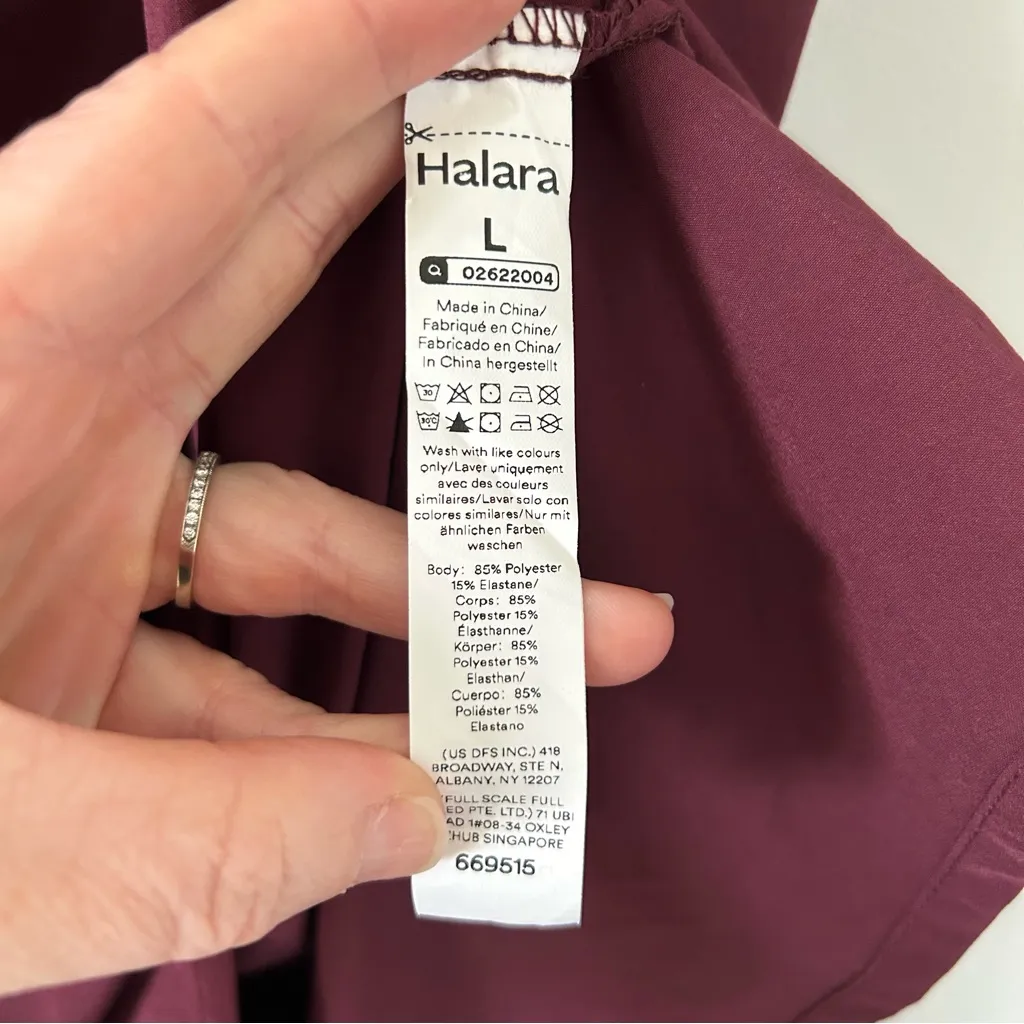 Halara
L
02622004
Made in China/
Fabriqué en Chine/
Fabricado en China/
In China hergestellt
30
30°C
Wash with like colours
only/Laver uniquement
avec des couleurs
similaires/Lavar solo con
colores similares/Nur mit
ähnlichen Farben
waschen
Body: 85% Polyester
15% Elastane/
Corps: 85%
Polyester 15%
Élasthanne/
Körper: 85%
Polyester 15%
Elasthan/
Cuerpo: 85%
Poliéster 15%
Elastano
(US DFS INC.) 418
BROADWAY, STE N,
ALBANY, NY 12207
FULL SCALE FULL
PTE. LTD.) 71 UBI
1#08-34 OXLEY
HUB SINGAPORE
669515